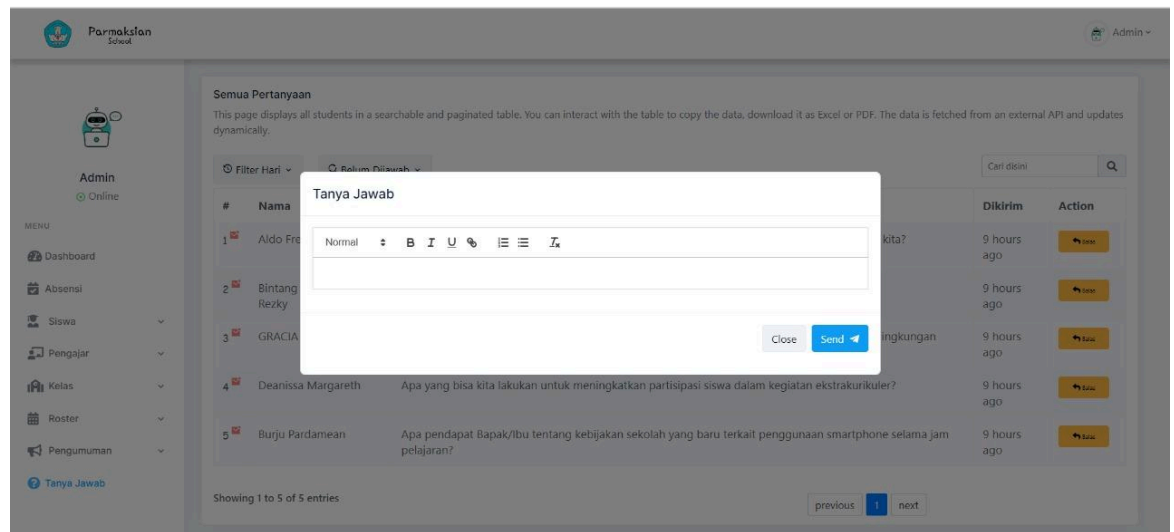 Parmaksian
School
Admin
Admin
Online
MENU
Dashboard
Absensi
Siswa
Pengajar
Kelas
Roster
Pengumuman
Tanya Jawab
Semua Pertanyaan
This page displays all students in a searchable and paginated table. You can interact with the table to copy the data, download it as Excel or PDF. The data is fetched from an external API and updates
dynamically.
Filter Hari
Belum Dijawab
Cari disini
# Nama Dikirim Action
1 Aldo Fre kita? 9 hours
ago
2 Bintang 9 hours
Rezky ago
3 GRACIA ingkungan 9 hours
ago
4 Deanissa Margareth Apa yang bisa kita lakukan untuk meningkatkan partisipasi siswa dalam kegiatan ekstrakurikuler? 9 hours
ago
5 Burju Pardamean Apa pendapat Bapak/Ibu tentang kebijakan sekolah yang baru terkait penggunaan smartphone selama jam 9 hours
pelajaran? ago
Showing 1 to 5 of 5 entries
previous 1 next
Tanya Jawab
Normal B I U
Close Send